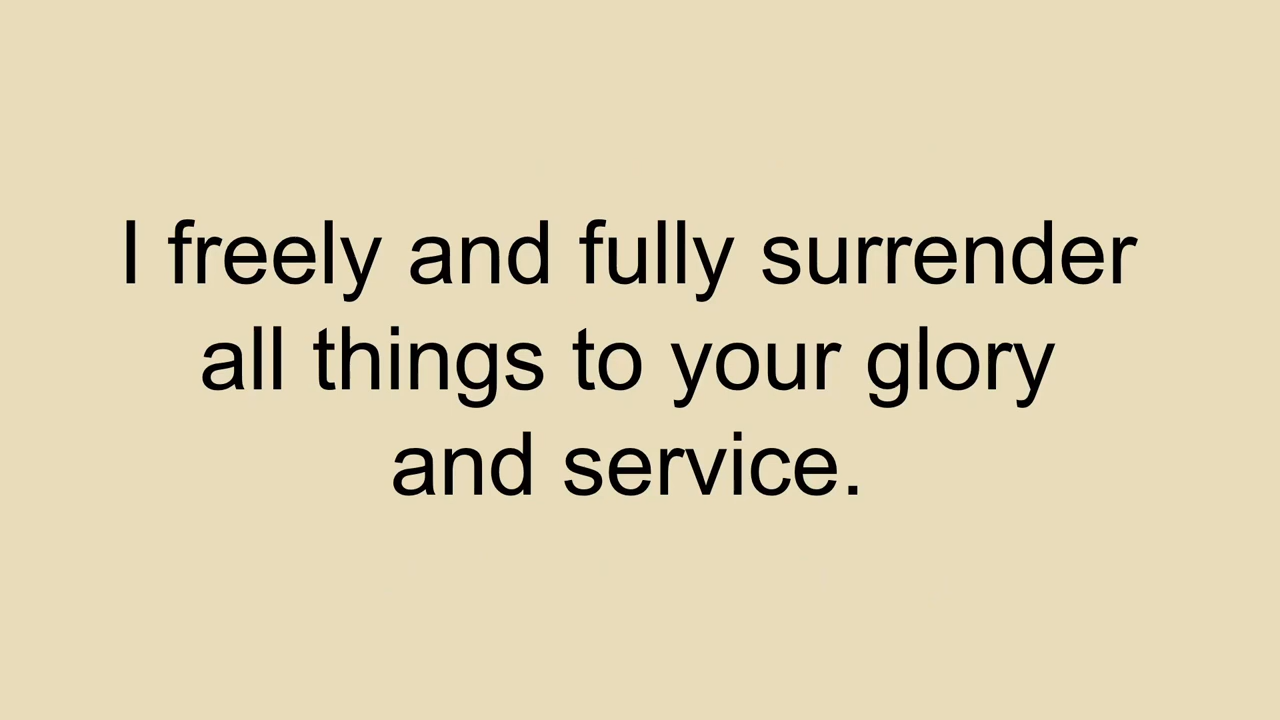 I freely and fully surrender
all things to your glory
and service.